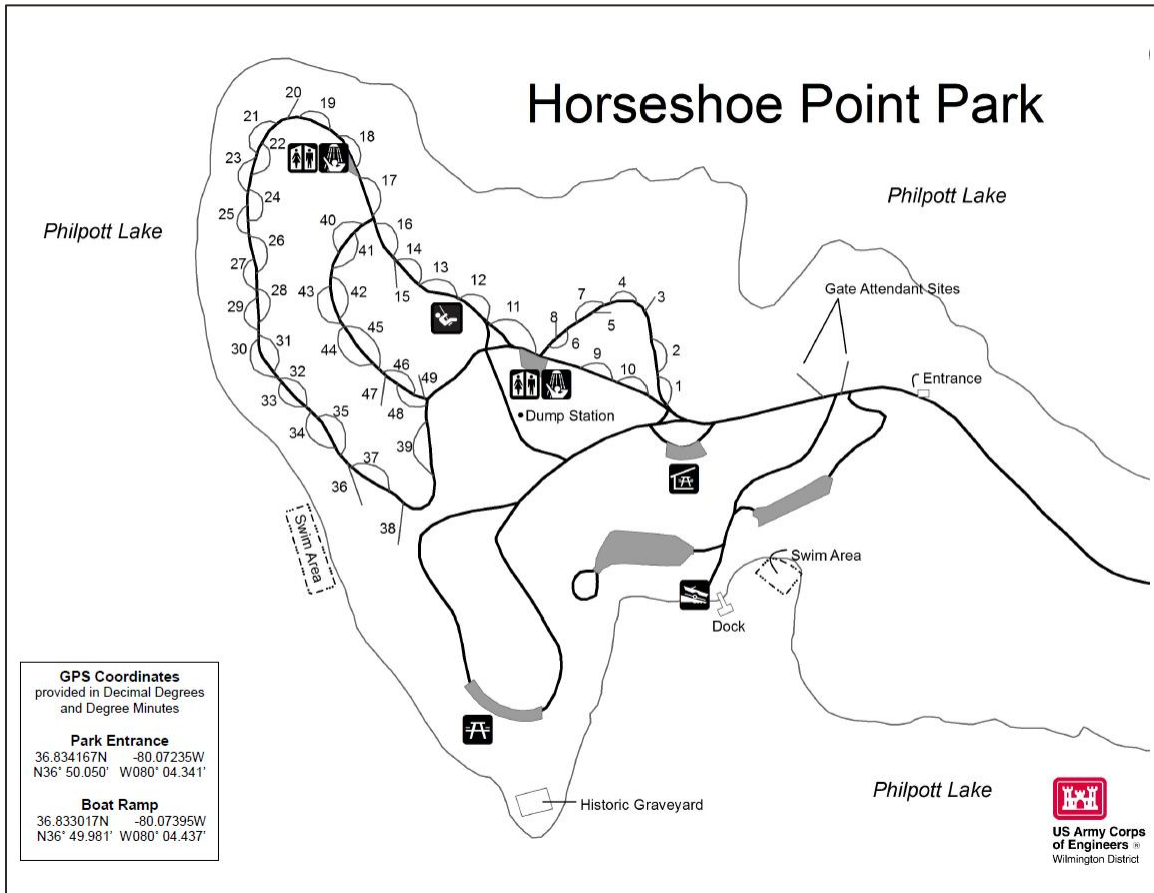 Horseshoe Point Park
Philpott Lake
Philpott Lake
20
19
21
18
22
23
17
24
25
40
16
26
41
14
27
13
12
28
43
42
15
29
11
45
30
31
44
46
49
32
47
48
33
35
34
39
37
36
38
4
7
3
8
5
6
2
9
10
1
Gate Attendant Sites
Entrance
Dump Station
Swim Area
Swim Area
Dock
Historic Graveyard
Philpott Lake
GPS Coordinates
provided in Decimal Degrees
and Degree Minutes
Park Entrance
36.834167N -80.07235W
N36° 50.050' W080° 04.341'
Boat Ramp
36.833017N -80.07395W
N36° 49.981' W080° 04.437'
US Army Corps
of Engineers ®
Wilmington District